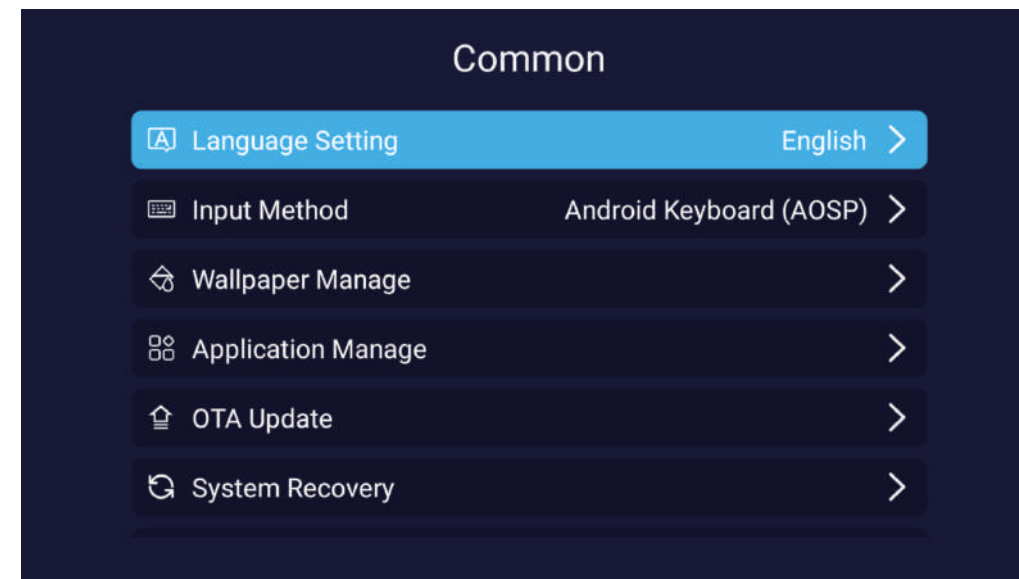 Common
Language Setting English
Input Method Android Keyboard (AOSP)
Wallpaper Manage
Application Manage
OTA Update
System Recovery